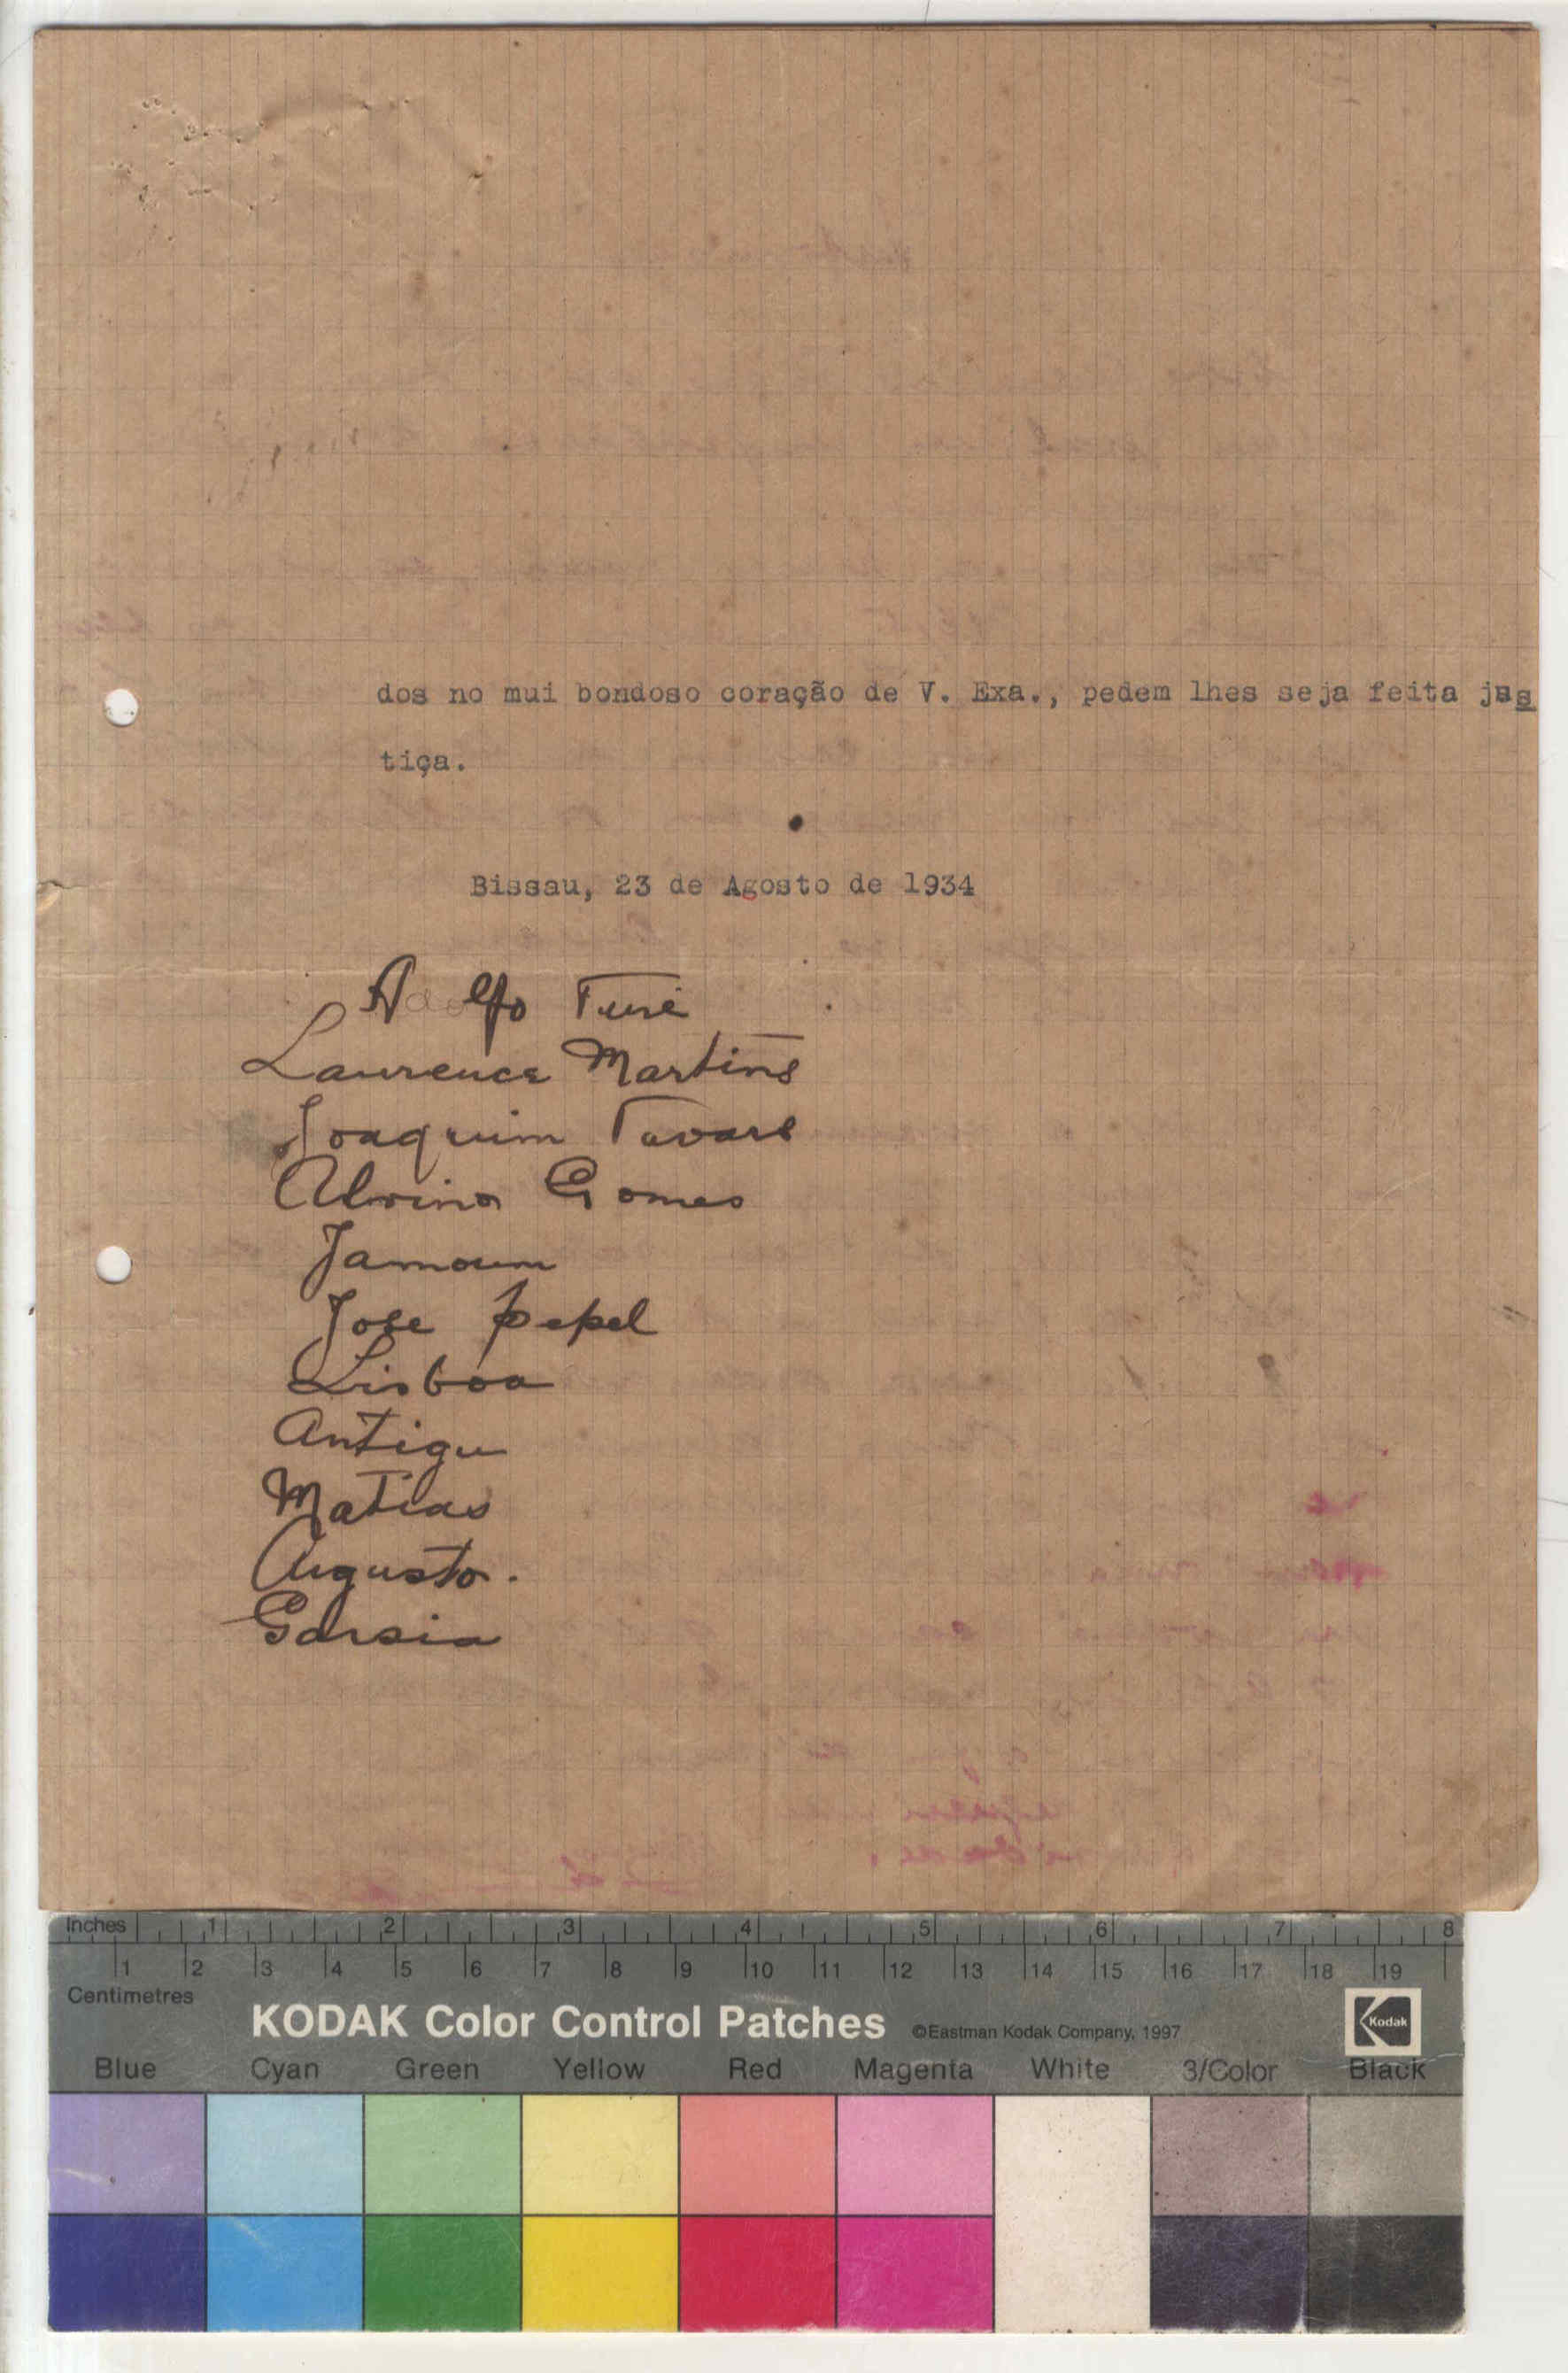 dos no mui bondoso coração de V. Exa., pedem lhes seja feita jus
tiça.
Bissau, 23 de Agosto de 1934
Adolfo Turé
Laurence Martins
Joaquim Tavars
Alvino Gomes
Jamoum
Jose Pepel
Lisboa
Antigu
Matias
Augusto.
Garsia
Inches 1 2 3 4 5 6 7 8
1 2 3 4 5 6 7 8 9 10 11 12 13 14 15 16 17 18 19
Centimetres
KODAK Color Control Patches ©Eastman Kodak Company, 1997 Kodak
Blue Cyan Green Yellow Red Magenta White 3/Color Black